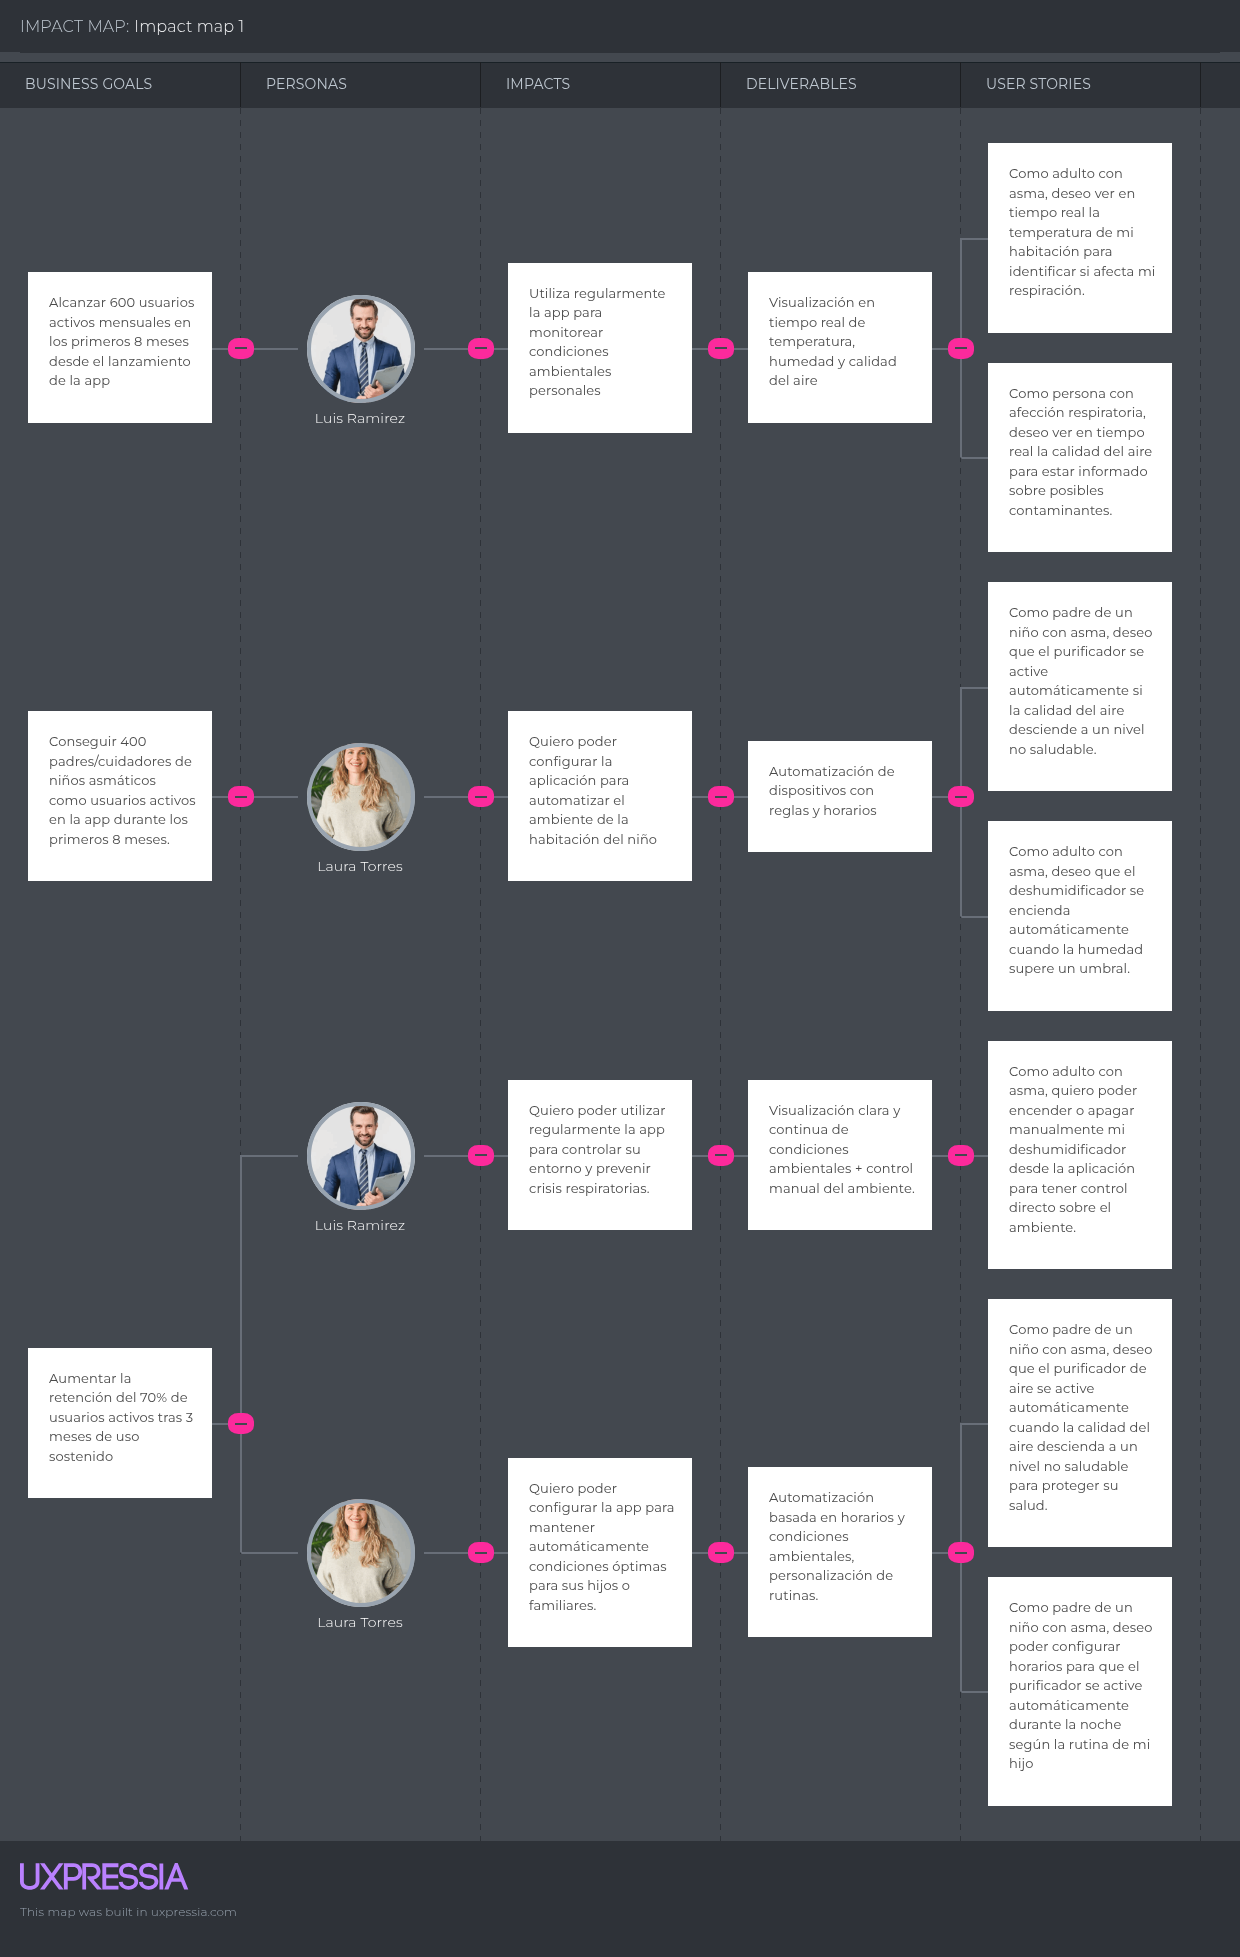 IMPACT MAP: Impact map 1
BUSINESS GOALS
PERSONAS
IMPACTS
DELIVERABLES
USER STORIES
Alcanzar 600 usuarios
activos mensuales en
los primeros 8 meses
desde el lanzamiento
de la app
Luis Ramirez
Utiliza regularmente
la app para
monitorear
condiciones
ambientales
personales
Visualización en
tiempo real de
temperatura,
humedad y calidad
del aire
Como adulto con
asma, deseo ver en
tiempo real la
temperatura de mi
habitación para
identificar si afecta mi
respiración.
Como persona con
afección respiratoria,
deseo ver en tiempo
real la calidad del aire
para estar informado
sobre posibles
contaminantes.
Conseguir 400
padres/cuidadores de
niños asmáticos
como usuarios activos
en la app durante los
primeros 8 meses.
Laura Torres
Quiero poder
configurar la
aplicación para
automatizar el
ambiente de la
habitación del niño
Automatización de
dispositivos con
reglas y horarios
Como padre de un
niño con asma, deseo
que el purificador se
active
automáticamente si
la calidad del aire
desciende a un nivel
no saludable.
Como adulto con
asma, deseo que el
deshumidificador se
encienda
automáticamente
cuando la humedad
supere un umbral.
Aumentar la
retención del 70% de
usuarios activos tras 3
meses de uso
sostenido
Luis Ramirez
Quiero poder utilizar
regularmente la app
para controlar su
entorno y prevenir
crisis respiratorias.
Visualización clara y
continua de
condiciones
ambientales + control
manual del ambiente.
Como adulto con
asma, quiero poder
encender o apagar
manualmente mi
deshumidificador
desde la aplicación
para tener control
directo sobre el
ambiente.
Laura Torres
Quiero poder
configurar la app para
mantener
automáticamente
condiciones óptimas
para sus hijos o
familiares.
Automatización
basada en horarios y
condiciones
ambientales,
personalización de
rutinas.
Como padre de un
niño con asma, deseo
que el purificador de
aire se active
automáticamente
cuando la calidad del
aire descienda a un
nivel no saludable
para proteger su
salud.
Como padre de un
niño con asma, deseo
poder configurar
horarios para que el
purificador se active
automáticamente
durante la noche
según la rutina de mi
hijo
UXPRESSIA
This map was built in uxpressia.com